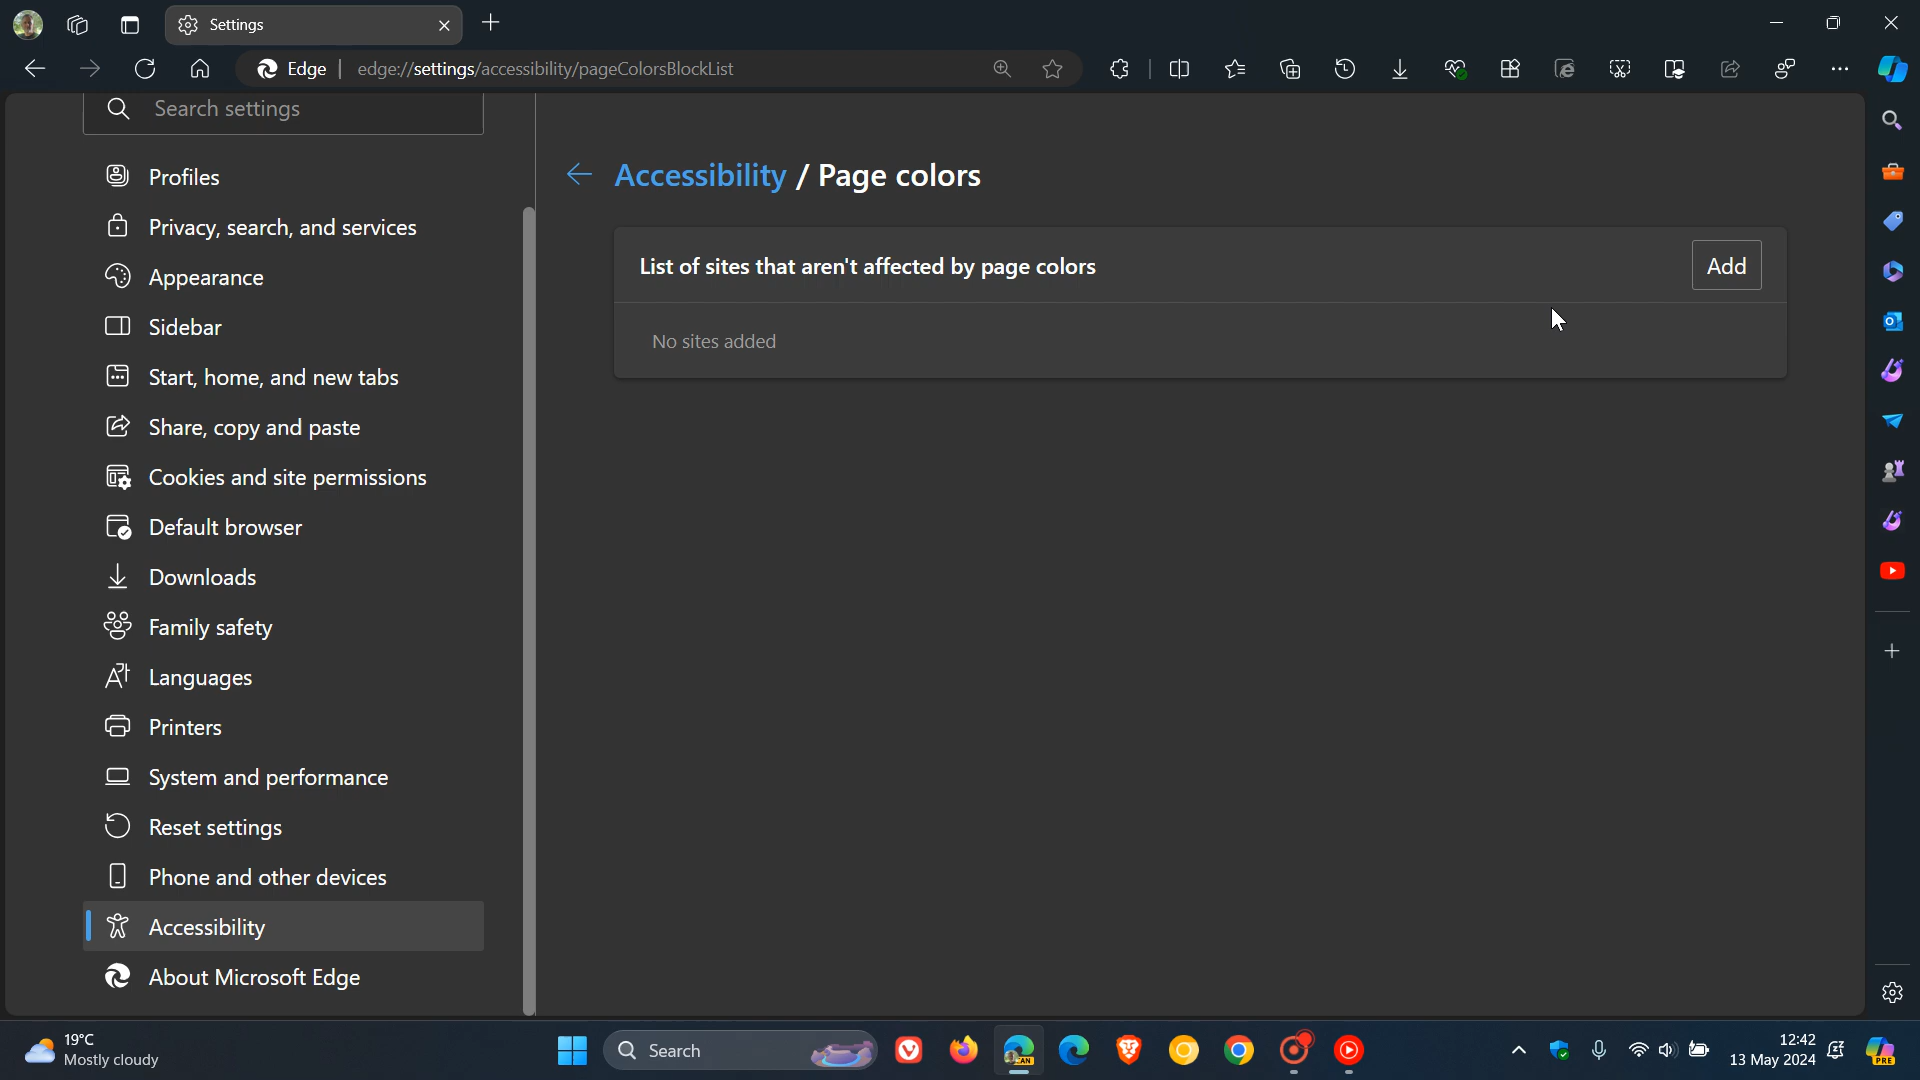 Settings
Edge
edge://settings/accessibility/pageColorsBlockList
Search settings
Profiles
Privacy, search, and services
Appearance
Sidebar
Start, home, and new tabs
Share, copy and paste
Cookies and site permissions
Default browser
Downloads
Family safety
Languages
Printers
System and performance
Reset settings
Phone and other devices
Accessibility
About Microsoft Edge
Accessibility / Page colors
List of sites that aren't affected by page colors
Add
No sites added
19°C
Mostly cloudy
Search
CAN
12:42
13 May 2024
PRE